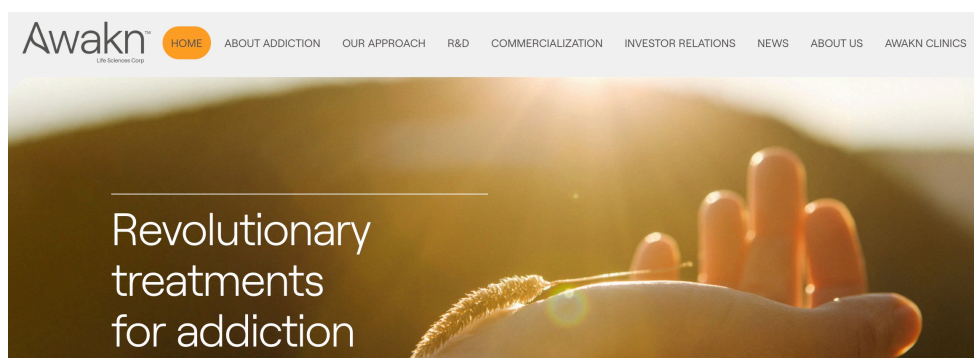 Awakn™
Life Sciences Corp
HOME ABOUT ADDICTION OUR APPROACH R&D COMMERCIALIZATION INVESTOR RELATIONS NEWS ABOUT US AWAKN CLINICS
Revolutionary
treatments
for addiction